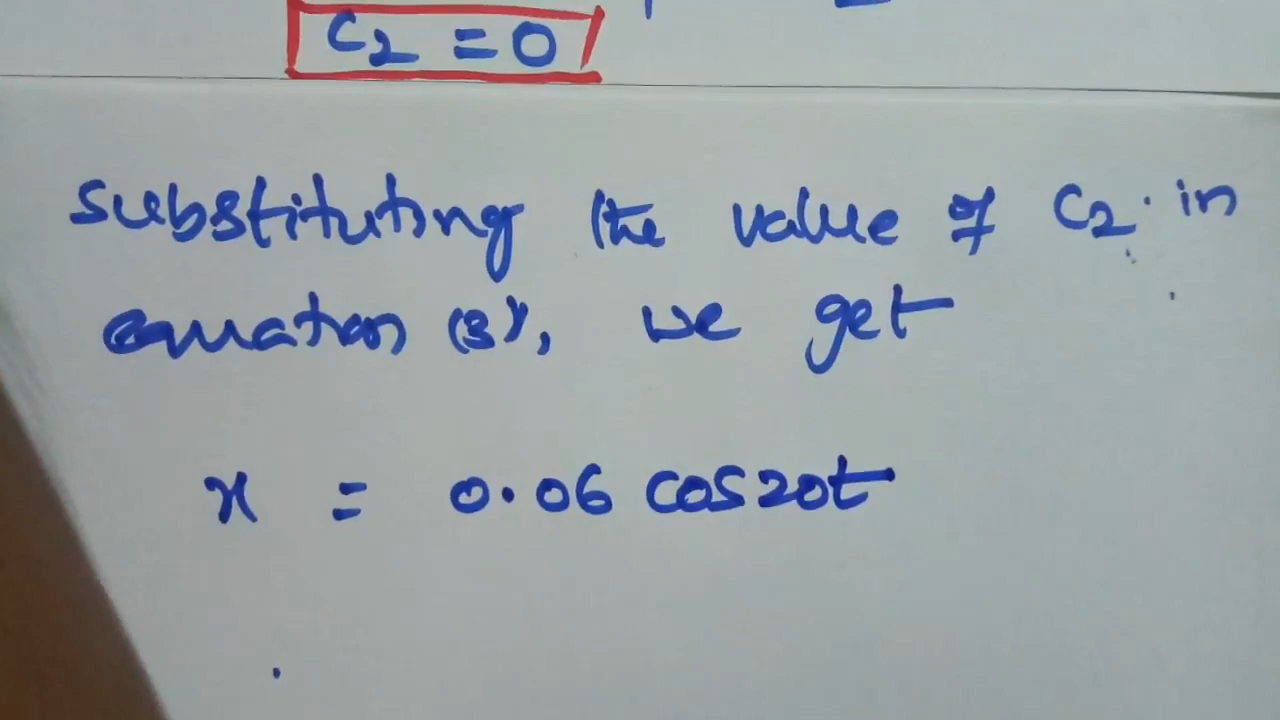 C2 = 0
substituting the value of C2 in
equation (3), we get
x = 0.06 cos20t